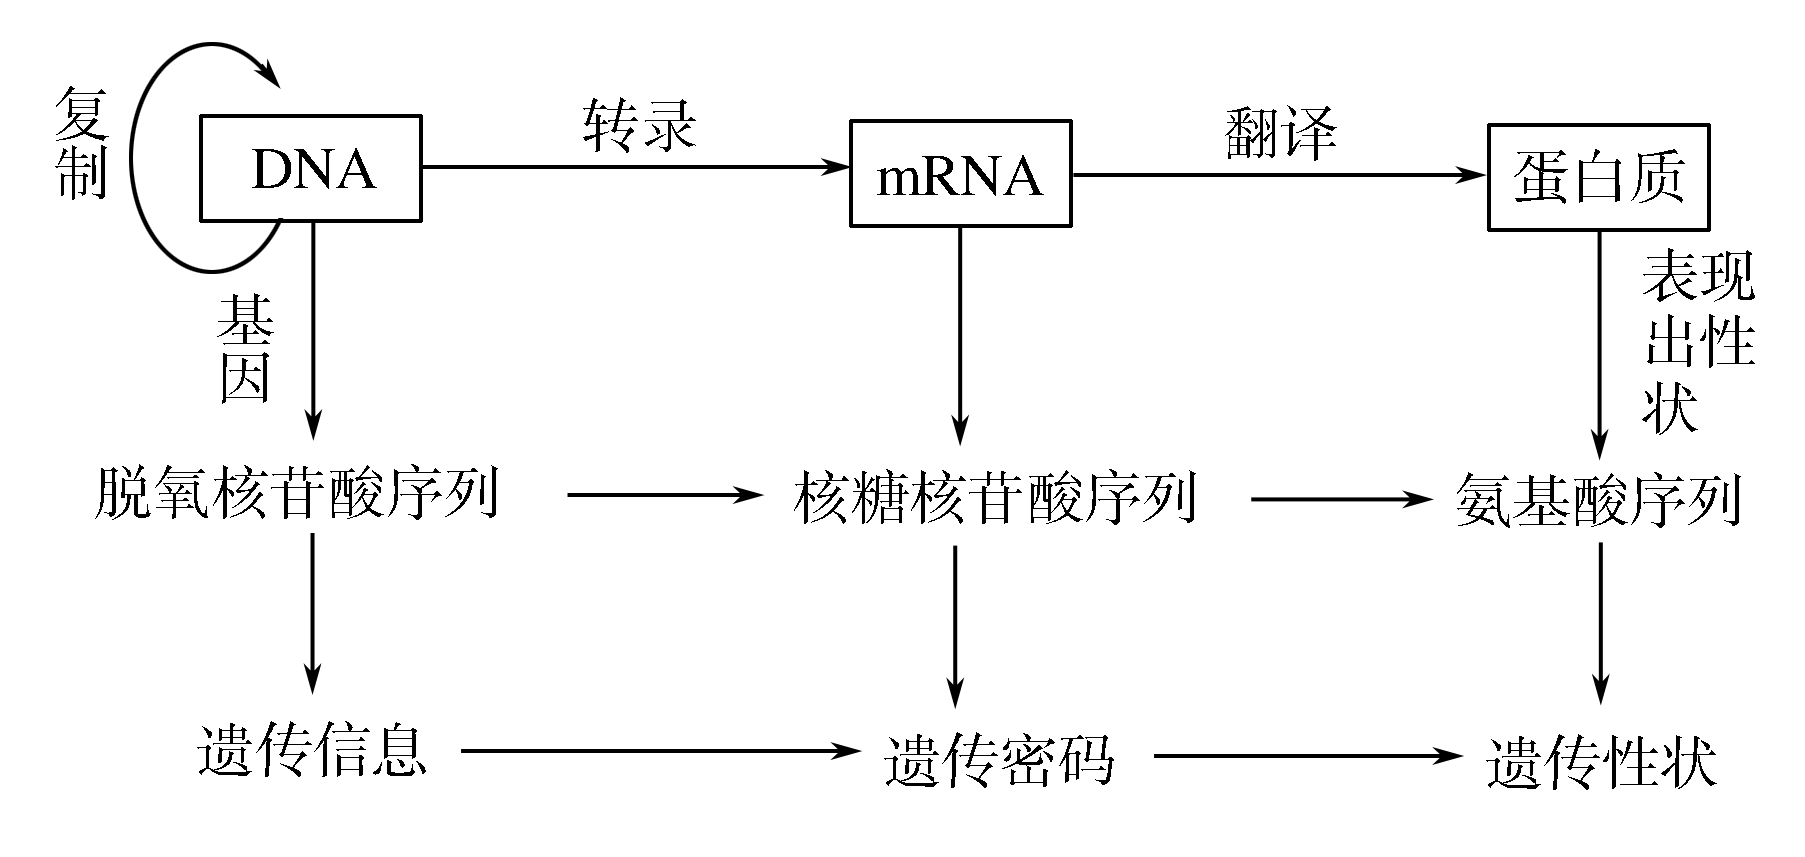 复制
DNA
转录
mRNA
翻译
蛋白质
基因
表现
出性
状
脱氧核苷酸序列
核糖核苷酸序列
氨基酸序列
遗传信息
遗传密码
遗传性状